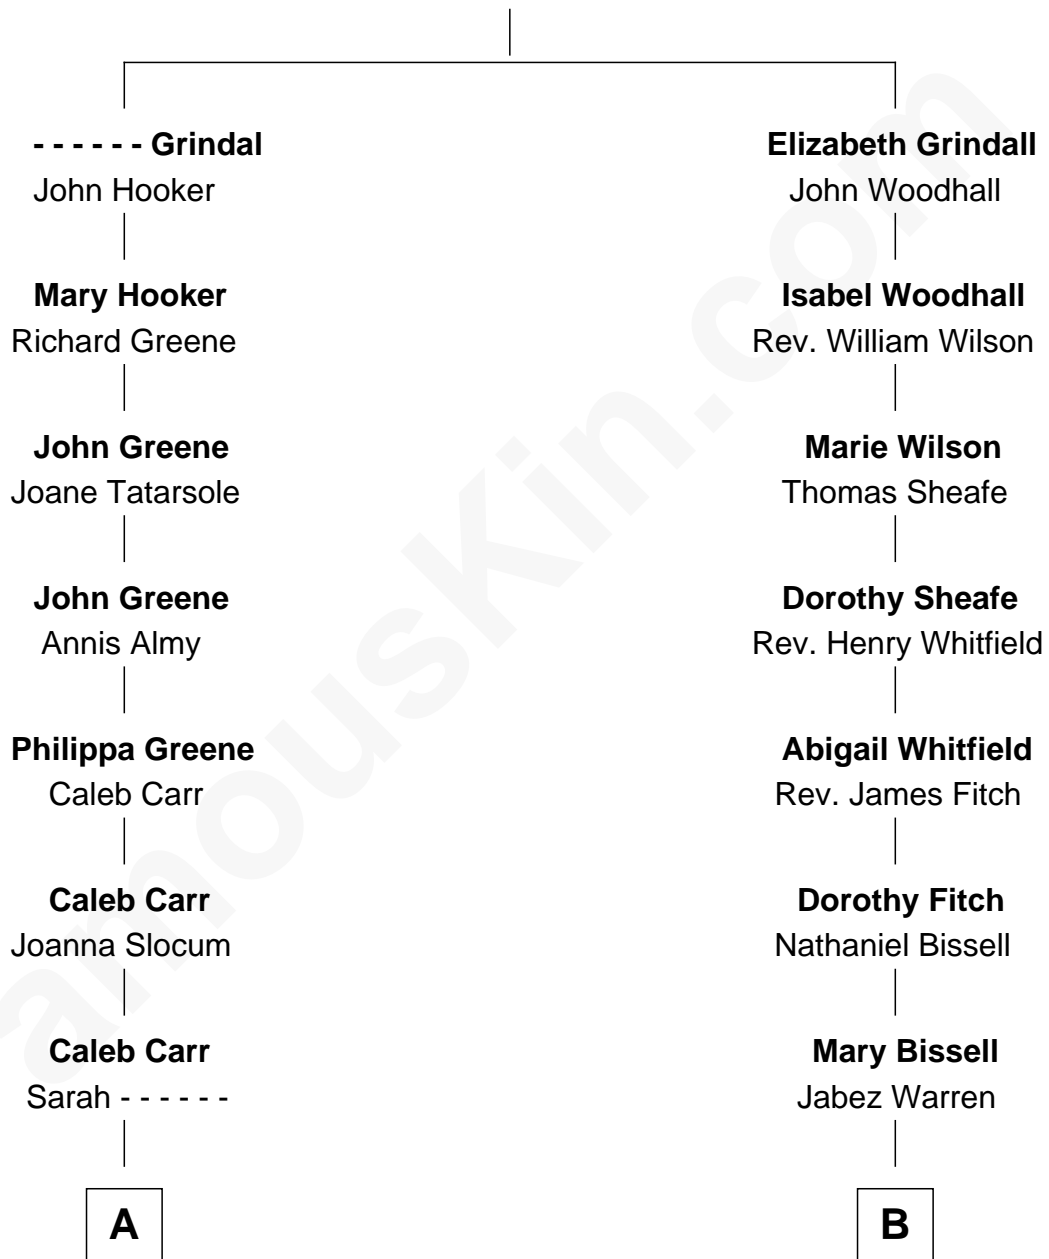 - - - - - - Grindal
John Hooker
Mary Hooker
Richard Greene
John Greene
Joane Tatarsole
John Greene
Annis Almy
Philippa Greene
Caleb Carr
Caleb Carr
Joanna Slocum
Caleb Carr
Sarah - - - - - -
A
Elizabeth Grindall
John Woodhall
Isabel Woodhall
Rev. William Wilson
Marie Wilson
Thomas Sheafe
Dorothy Sheafe
Rev. Henry Whitfield
Abigail Whitfield
Rev. James Fitch
Dorothy Fitch
Nathaniel Bissell
Mary Bissell
Jabez Warren
B
amousKin.com